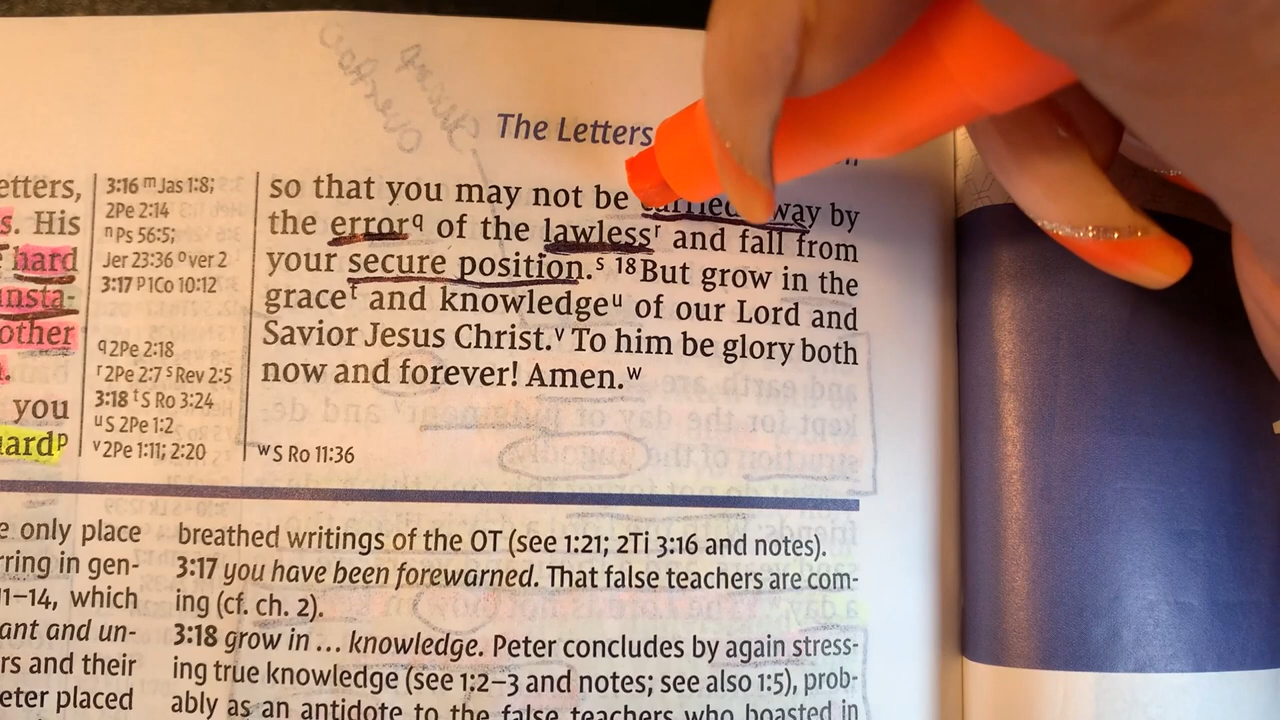 The Letters
etters,
s. His
hard
insta-
other
you
ardᵖ
3:16 ᵐ Jas 1:8;
2Pe 2:14
ⁿ Ps 56:5;
Jer 23:36 ᵒ ver 2
3:17 ᵖ 1Co 10:12
q 2Pe 2:18
ʳ 2Pe 2:7 ˢ Rev 2:5
3:18 ᵗ S Ro 3:24
ᵘ S 2Pe 1:2
ᵛ 2Pe 1:11; 2:20
so that you may not be carried away by
the error q of the lawlessʳ and fall from
your secure position.ˢ 18But grow in the
graceᵗ and knowledgeᵘ of our Lord and
Savior Jesus Christ.ᵛ To him be glory both
now and forever! Amen.ʷ
ʷ S Ro 11:36
e only place
rring in gen-
11–14, which
ant and un-
rs and their
eter placed
breathed writings of the OT (see 1:21; 2Ti 3:16 and notes).
3:17 you have been forewarned. That false teachers are com-
ing (cf. ch. 2).
3:18 grow in ... knowledge. Peter concludes by again stress-
ing true knowledge (see 1:2–3 and notes; see also 1:5), prob-
ably as an antidote to the false teachers who boasted in